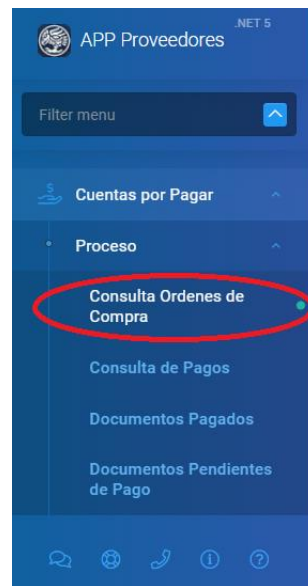 .NET 5
APP Proveedores
Filter menu
Cuentas por Pagar
Proceso
Consulta Ordenes de
Compra
Consulta de Pagos
Documentos Pagados
Documentos Pendientes
de Pago